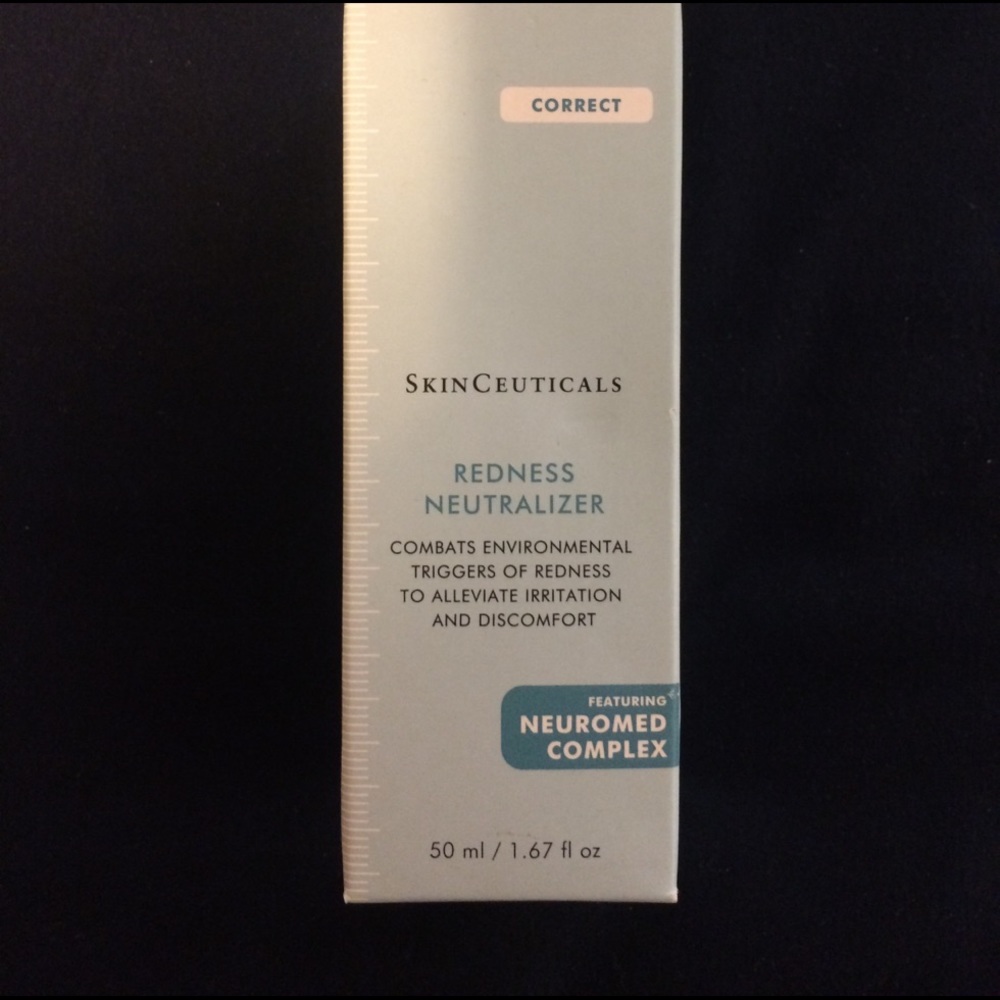 CORRECT
SKINCEUTICALS
REDNESS
NEUTRALIZER
COMBATS ENVIRONMENTAL
TRIGGERS OF REDNESS
TO ALLEVIATE IRRITATION
AND DISCOMFORT
FEATURING
NEUROMED
COMPLEX
50 ml / 1.67 fl oz